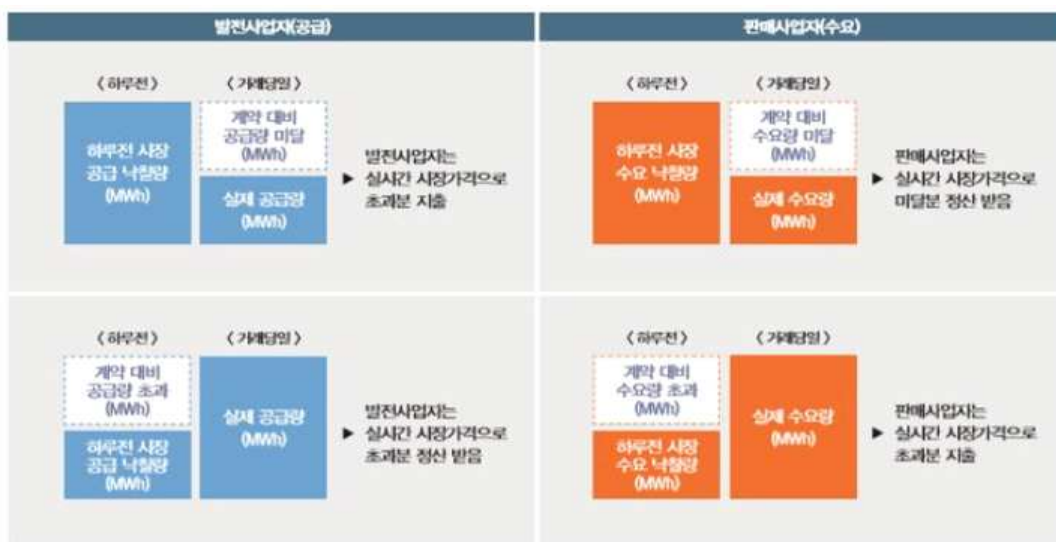 발전사업자(공급)
판매사업자(수요)
< 하루전 >
< 거래당일 >
하루전 시장
공급 낙찰량
(MWh)
계약 대비
공급량 미달
(MWh)
실제 공급량
(MWh)
▶ 발전사업자는
실시간 시장가격으로
초과분 지출
< 하루전 >
< 거래당일 >
하루전 시장
수요 낙찰량
(MWh)
계약 대비
수요량 미달
(MWh)
실제 수요량
(MWh)
▶ 판매사업자는
실시간 시장가격으로
미달분 정산 받음
< 하루전 >
< 거래당일 >
계약 대비
공급량 초과
(MWh)
하루전 시장
공급 낙찰량
(MWh)
실제 공급량
(MWh)
▶ 발전사업자는
실시간 시장가격으로
초과분 정산 받음
< 하루전 >
< 거래당일 >
계약 대비
수요량 초과
(MWh)
하루전 시장
수요 낙찰량
(MWh)
실제 수요량
(MWh)
▶ 판매사업자는
실시간 시장가격으로
초과분 지출